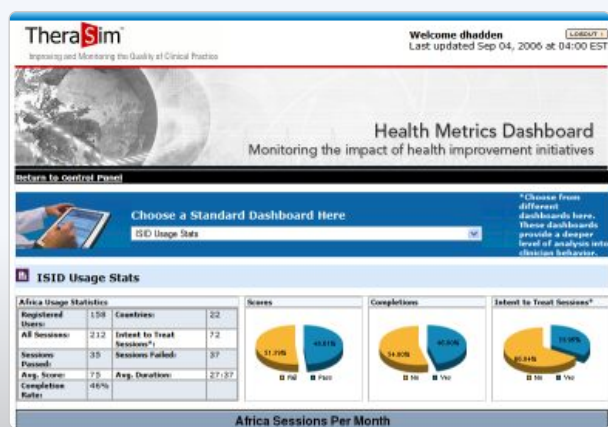 TheraSim
Improving and Monitoring the Quality of Clinical Practice
Welcome dhadden
LOGOUT
Last updated Sep 04, 2006 at 04:00 EST
Health Metrics Dashboard
Monitoring the impact of health improvement initiatives
Return to Control Panel
Choose a Standard Dashboard Here
ISID Usage Stats
*Choose from
different
dashboards here.
These dashboards
provide a deeper
level of analysis into
clinician behavior.
ISID Usage Stats
Africa Usage Statistics
Registered Users: 158 Countries: 22
All Sessions: 212 Intent to Treat Sessions*: 72
Sessions Passed: 35 Sessions Failed: 37
Avg. Score: 75 Avg. Duration: 27:37
Completion Rate: 46%
Scores
Fail Pass
Completions
No Yes
Intent to Treat Sessions*
No Yes
Africa Sessions Per Month